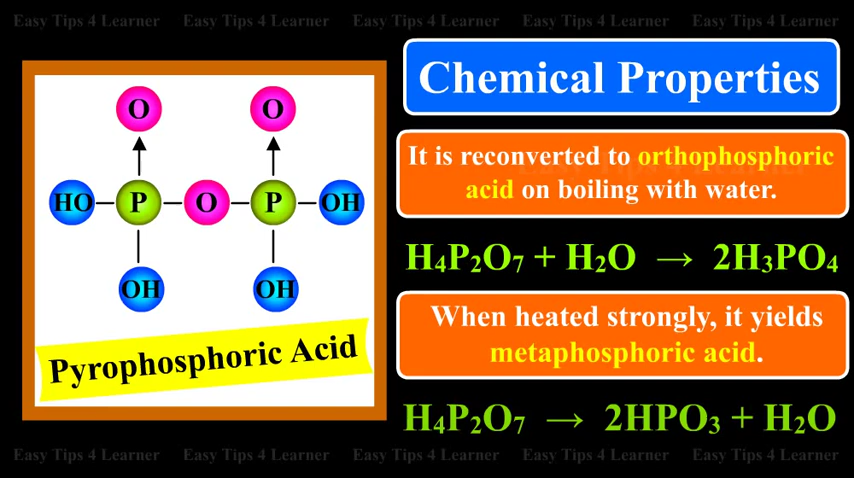 Easy Tips 4 Learner Easy Tips 4 Learner Easy Tips 4 Learner Easy Tips 4 Learner Easy Tips 4 Learner
O O
HO P O P OH
OH OH
Pyrophosphoric Acid
Chemical Properties
It is reconverted to orthophosphoric
acid on boiling with water.
H₄P₂O₇ + H₂O → 2H₃PO₄
When heated strongly, it yields
metaphosphoric acid.
H₄P₂O₇ → 2HPO₃ + H₂O
Easy Tips 4 Learner Easy Tips 4 Learner Easy Tips 4 Learner Easy Tips 4 Learner Easy Tips 4 Learner